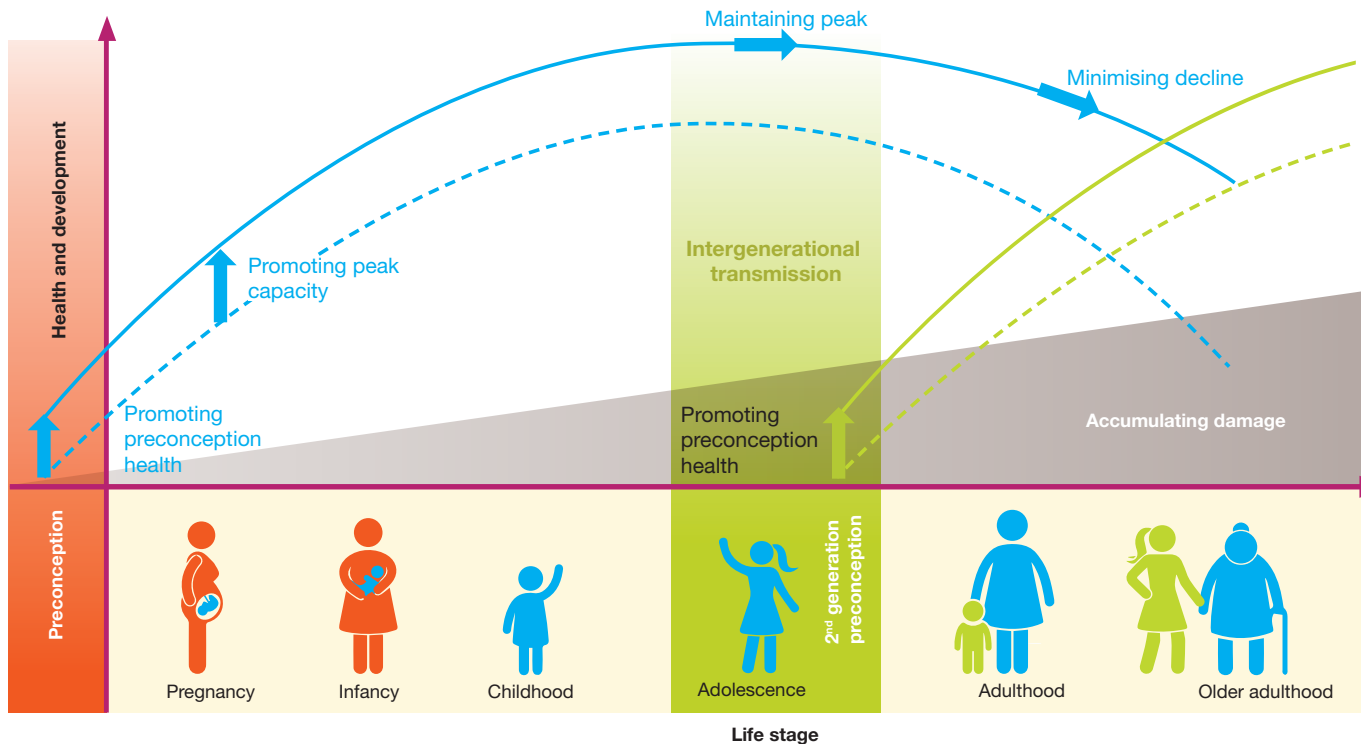 Maintaining peak
Minimising decline
Health and development
Promoting peak
capacity
Intergenerational
transmission
Promoting
preconception
health
Promoting
preconception
health
Accumulating damage
Preconception
2nd generation
preconception
Pregnancy
Infancy
Childhood
Adolescence
Adulthood
Older adulthood
Life stage